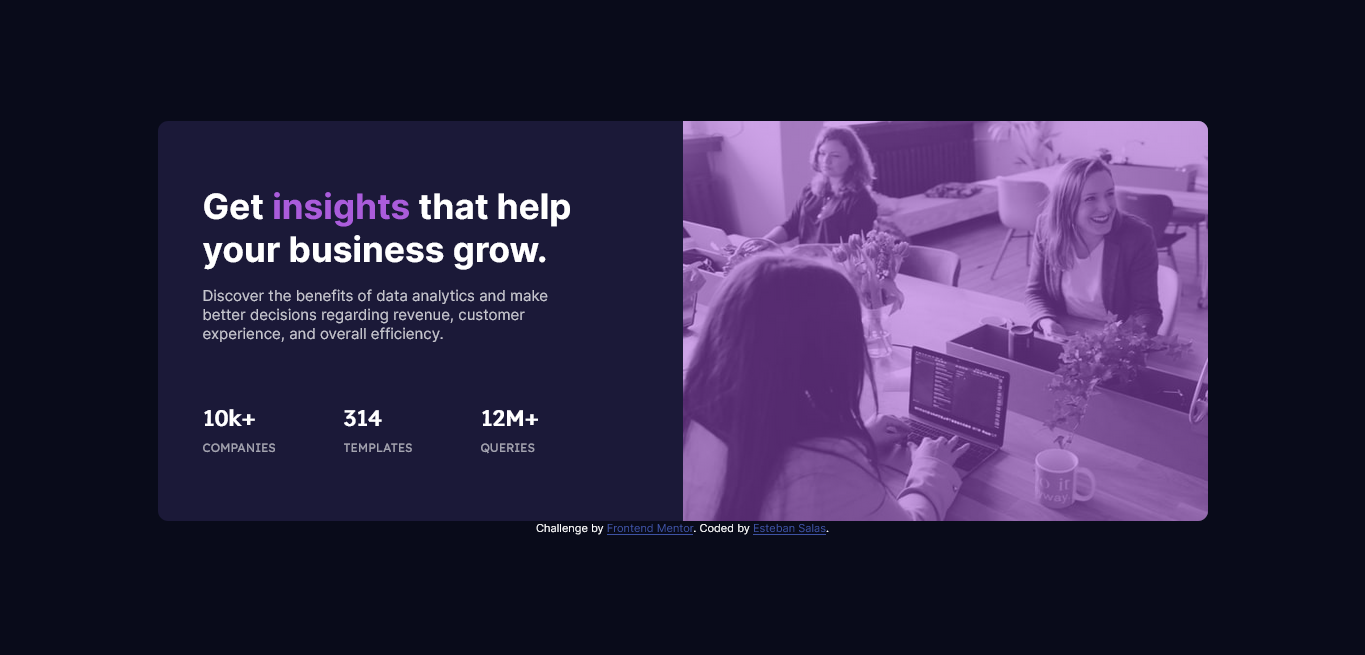 Get insights that help
your business grow.
Discover the benefits of data analytics and make
better decisions regarding revenue, customer
experience, and overall efficiency.
10k+ 314 12M+
COMPANIES TEMPLATES QUERIES
Challenge by Frontend Mentor. Coded by Esteban Salas.